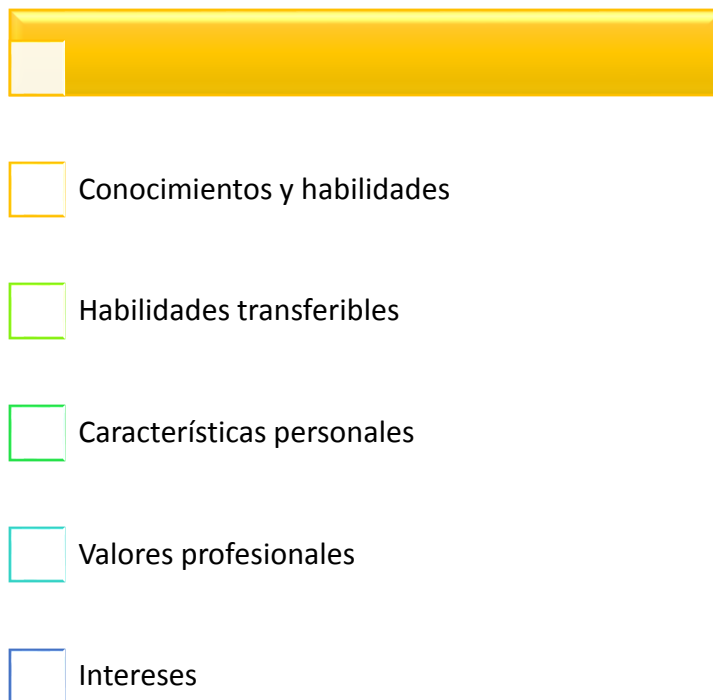 Conocimientos y habilidades
Habilidades transferibles
Características personales
Valores profesionales
Intereses